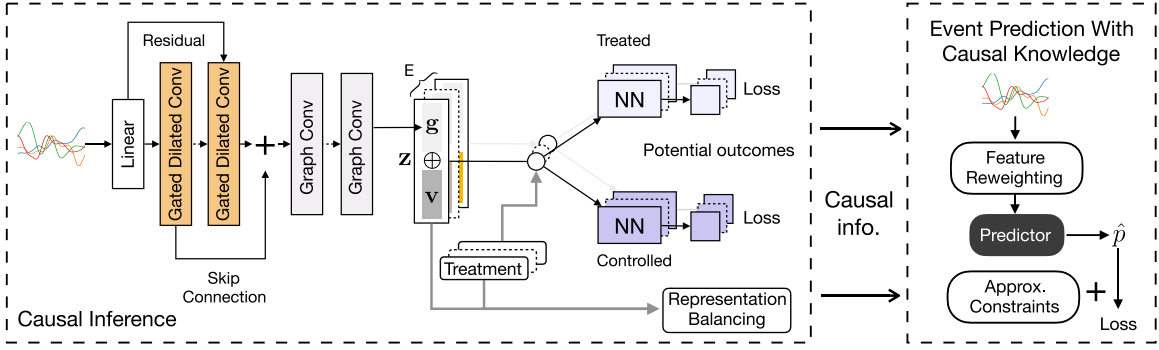 Residual
Linear
Gated Dilated Conv
Gated Dilated Conv
+
Skip
Connection
Graph Conv
Graph Conv
E
g
z ⊕
v
Treatment
Treated
NN
Loss
Potential outcomes
NN
Loss
Controlled
Representation
Balancing
Causal Inference
Causal
info.
Event Prediction With
Causal Knowledge
Feature
Reweighting
Predictor
p̂
Approx.
Constraints
+
Loss